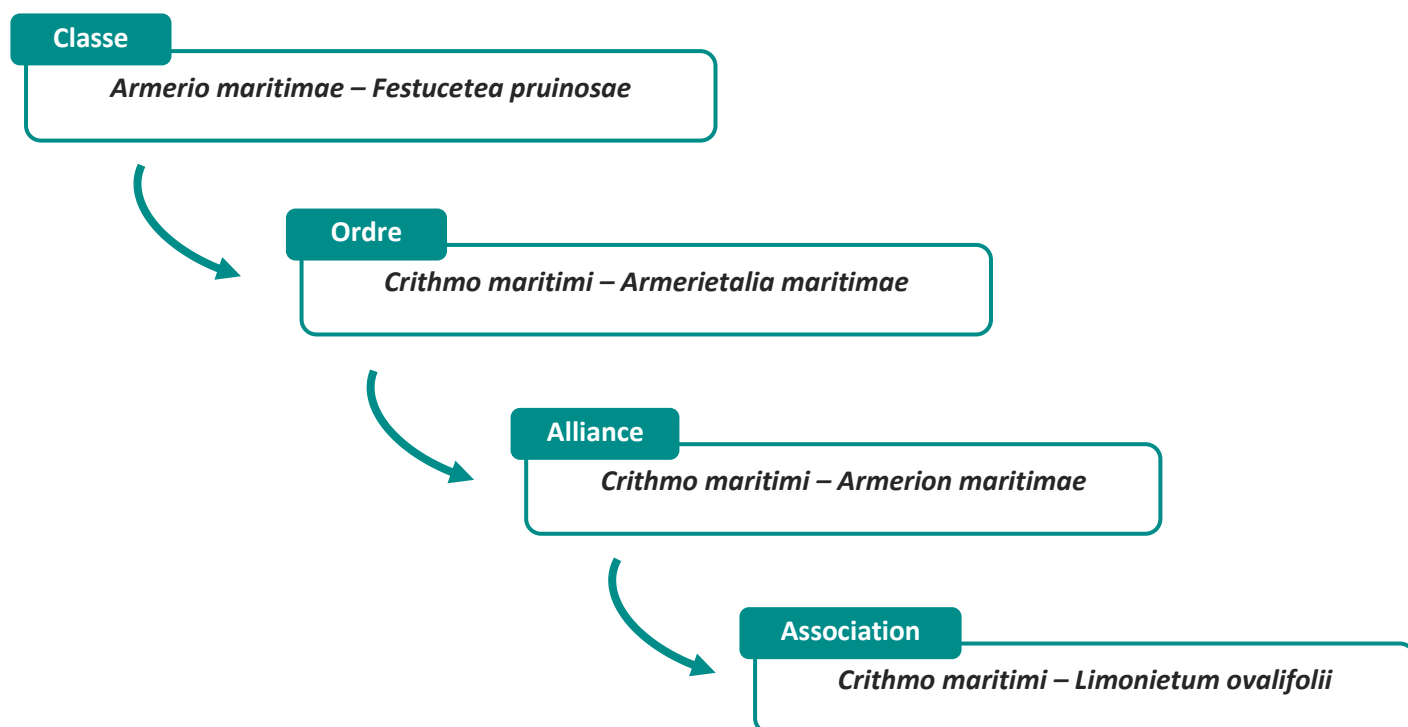 Classe
Armerio maritimae – Festucetea pruinosae
Ordre
Crithmo maritimi – Armerietalia maritimae
Alliance
Crithmo maritimi – Armerion maritimae
Association
Crithmo maritimi – Limonietum ovalifolii